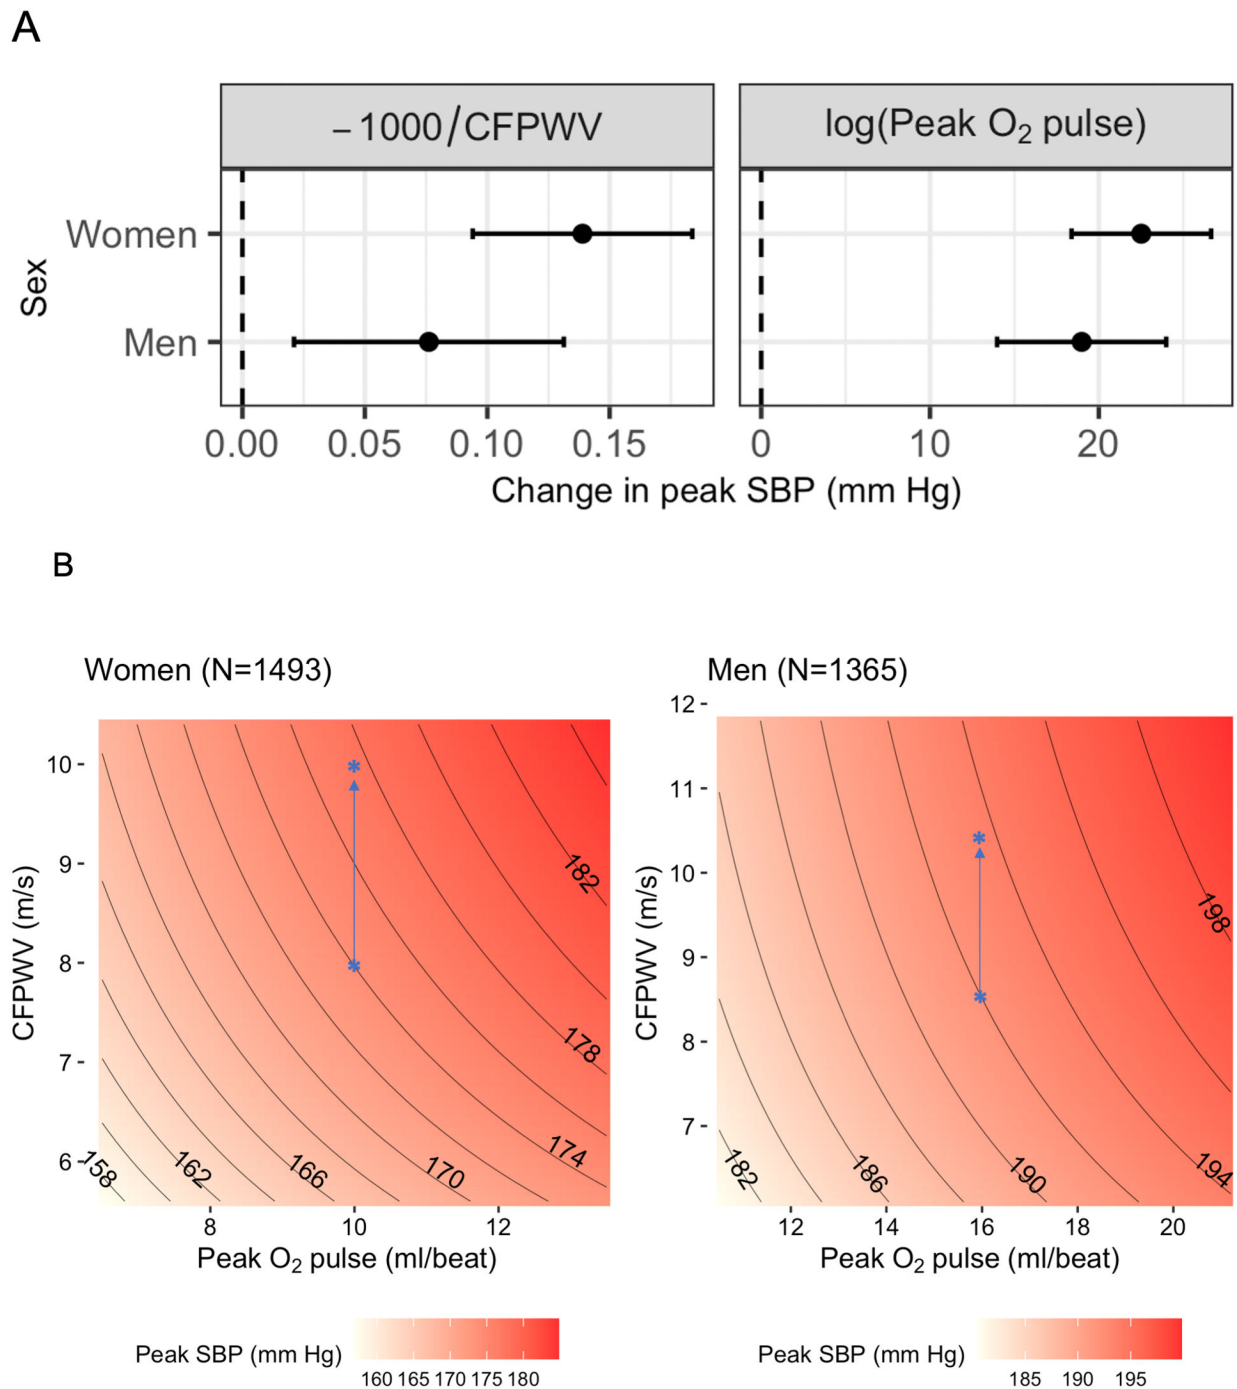 A
−1000/CFPWV
log(Peak O₂ pulse)
Sex
Women
Men
0.00 0.05 0.10 0.15
0 10 20
Change in peak SBP (mm Hg)
B
Women (N=1493)
CFPWV (m/s)
10
9
8
7
6
182
178
174
170
166
162
158
8 10 12
Peak O₂ pulse (ml/beat)
Peak SBP (mm Hg)
160 165 170 175 180
Men (N=1365)
CFPWV (m/s)
12
11
10
9
8
7
198
194
190
186
182
12 14 16 18 20
Peak O₂ pulse (ml/beat)
Peak SBP (mm Hg)
185 190 195